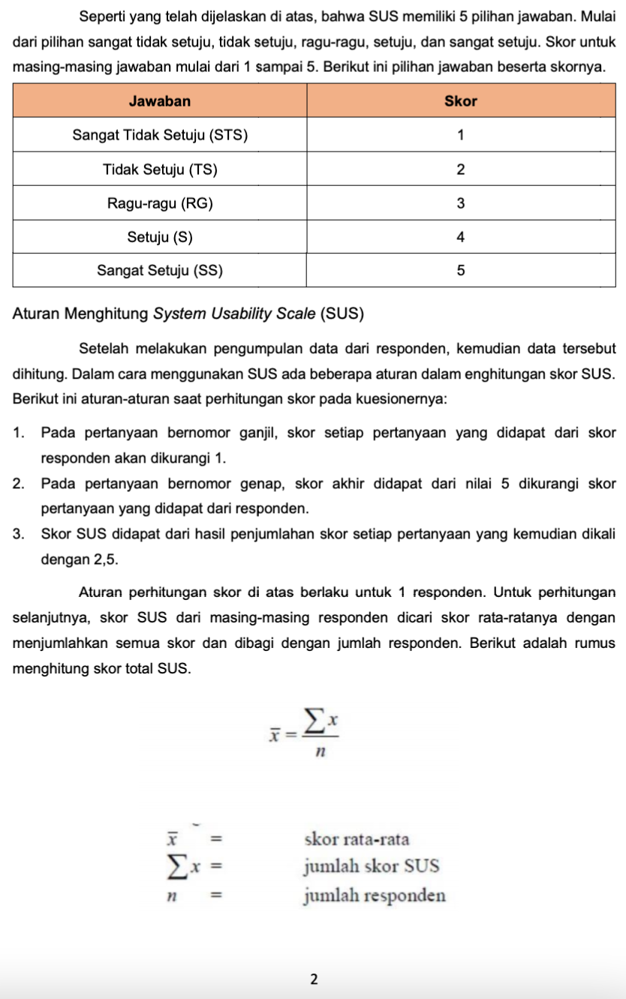 Seperti yang telah dijelaskan di atas, bahwa SUS memiliki 5 pilihan jawaban. Mulai
dari pilihan sangat tidak setuju, tidak setuju, ragu-ragu, setuju, dan sangat setuju. Skor untuk
masing-masing jawaban mulai dari 1 sampai 5. Berikut ini pilihan jawaban beserta skornya.
Jawaban Skor
Sangat Tidak Setuju (STS) 1
Tidak Setuju (TS) 2
Ragu-ragu (RG) 3
Setuju (S) 4
Sangat Setuju (SS) 5
Aturan Menghitung System Usability Scale (SUS)
Setelah melakukan pengumpulan data dari responden, kemudian data tersebut
dihitung. Dalam cara menggunakan SUS ada beberapa aturan dalam enghitungan skor SUS.
Berikut ini aturan-aturan saat perhitungan skor pada kuesionernya:
1. Pada pertanyaan bernomor ganjil, skor setiap pertanyaan yang didapat dari skor
responden akan dikurangi 1.
2. Pada pertanyaan bernomor genap, skor akhir didapat dari nilai 5 dikurangi skor
pertanyaan yang didapat dari responden.
3. Skor SUS didapat dari hasil penjumlahan skor setiap pertanyaan yang kemudian dikali
dengan 2,5.
Aturan perhitungan skor di atas berlaku untuk 1 responden. Untuk perhitungan
selanjutnya, skor SUS dari masing-masing responden dicari skor rata-ratanya dengan
menjumlahkan semua skor dan dibagi dengan jumlah responden. Berikut adalah rumus
menghitung skor total SUS.
x̅ = ∑x / n
x̅ = skor rata-rata
∑x = jumlah skor SUS
n = jumlah responden
2